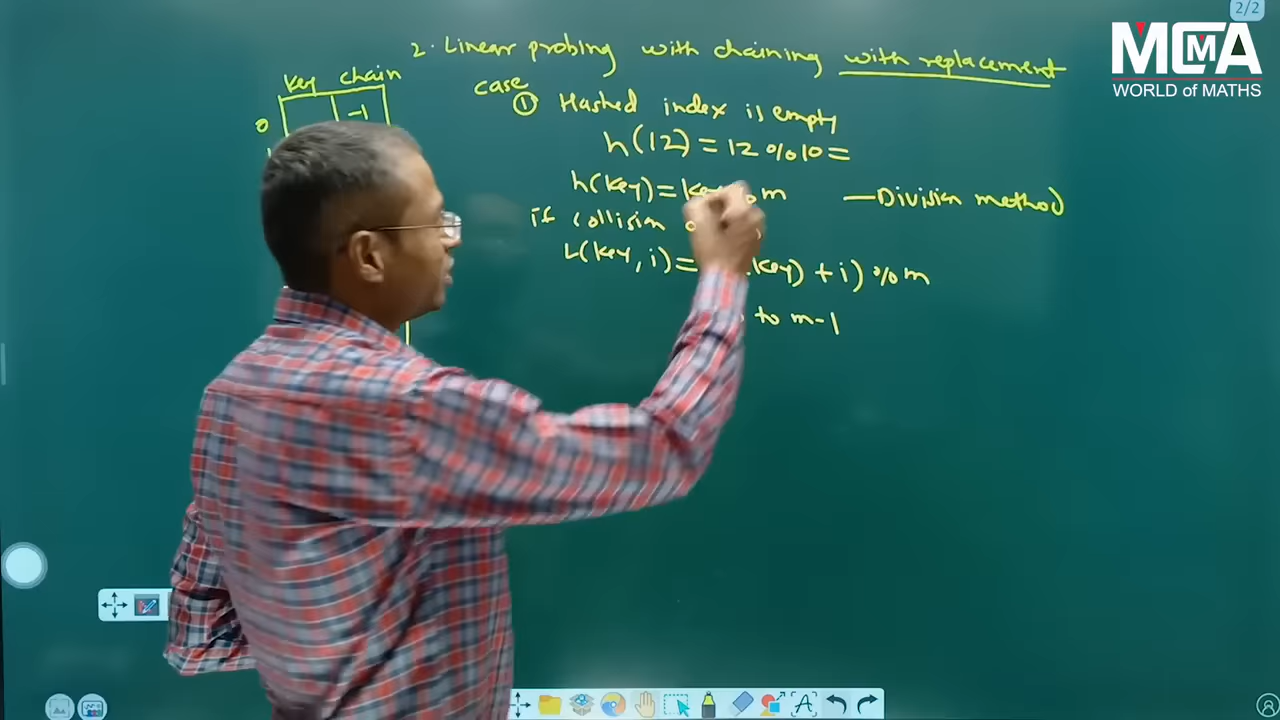 2/2
MCMA
WORLD of MATHS
2. Linear probing with chaining with replacement
case
① Hashed index is empty
h(12) = 12 % 10 =
h(key) = key % m — Division method
if collision
h(key, i) = key) + i) % m
to m-1
key chain
0 -1